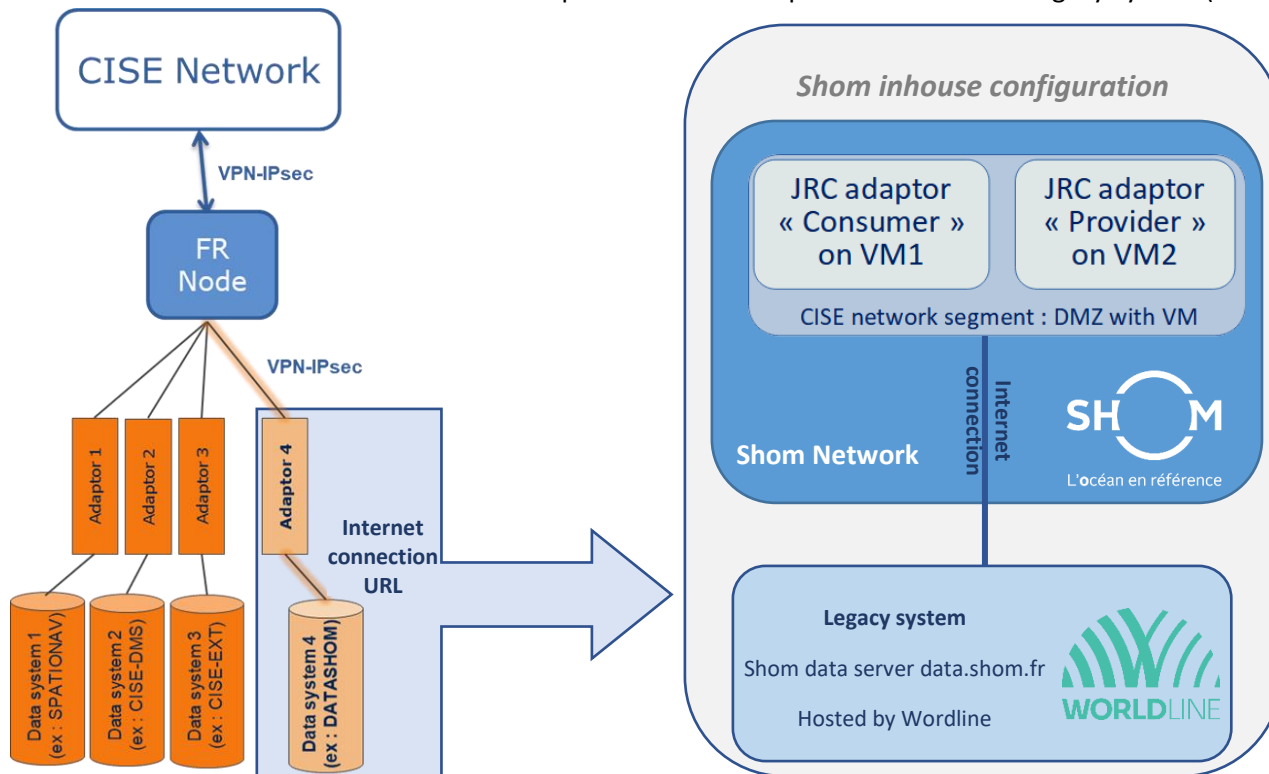 CISE Network
VPN-IPsec
FR
Node
VPN-IPsec
Adaptor 1
Adaptor 2
Adaptor 3
Adaptor 4
Internet
connection
URL
Data system 1
(ex : SPATIONAV)
Data system 2
(ex : CISE-DMS)
Data system 3
(ex : CISE-EXT)
Data system 4
(ex : DATASHOM)
Shom inhouse configuration
JRC adaptor
« Consumer »
on VM1
JRC adaptor
« Provider »
on VM2
CISE network segment : DMZ with VM
Internet
connection
Shom Network
SHOM
L'océan en référence
Legacy system
Shom data server data.shom.fr
Hosted by Wordline
WORLDLINE